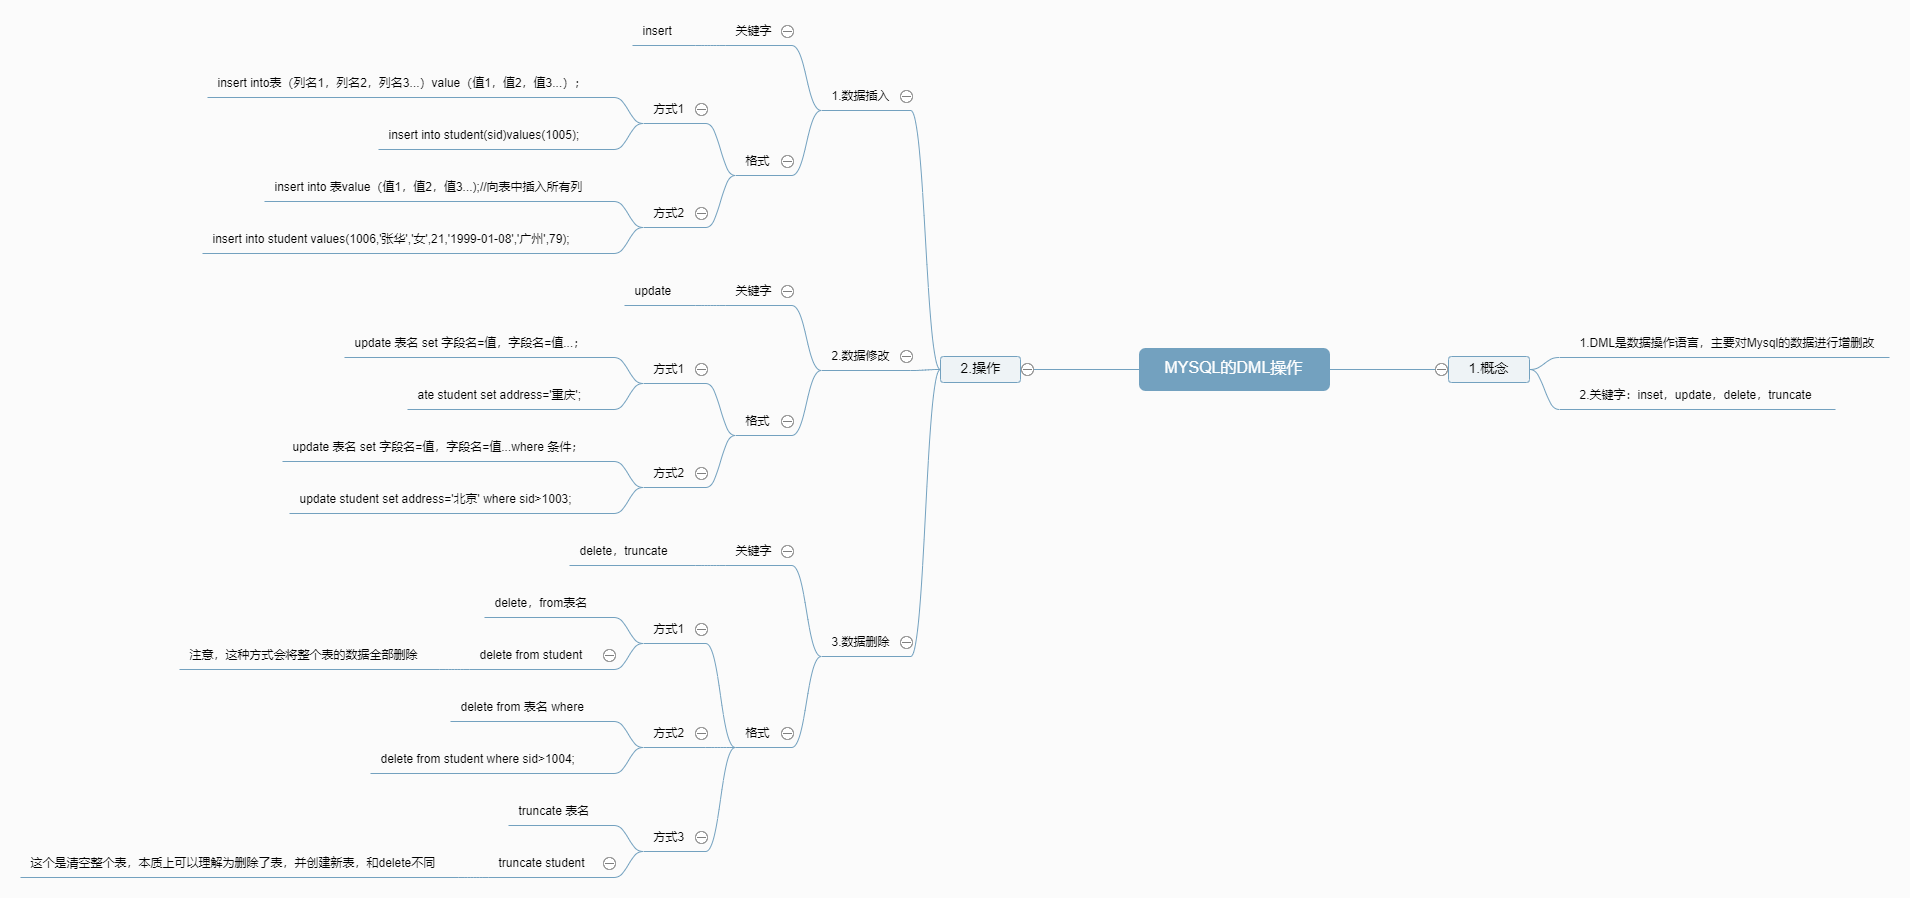 MYSQL的DML操作
1.概念
1.DML是数据操作语言，主要对Mysql的数据进行增删改
2.关键字：inset，update，delete，truncate
2.操作
1.数据插入
关键字
insert
格式
方式1
insert into表（列名1，列名2，列名3...）value（值1，值2，值3...）;
insert into student(sid)values(1005);
方式2
insert into 表value（值1，值2，值3...);//向表中插入所有列
insert into student values(1006,'张华','女',21,'1999-01-08','广州',79);
2.数据修改
关键字
update
格式
方式1
update 表名 set 字段名=值，字段名=值...;
ate student set address='重庆';
方式2
update 表名 set 字段名=值，字段名=值...where 条件;
update student set address='北京' where sid>1003;
3.数据删除
关键字
delete，truncate
格式
方式1
delete，from表名
delete from student
注意，这种方式会将整个表的数据全部删除
方式2
delete from 表名 where
delete from student where sid>1004;
方式3
truncate 表名
truncate student
这个是清空整个表，本质上可以理解为删除了表，并创建新表，和delete不同